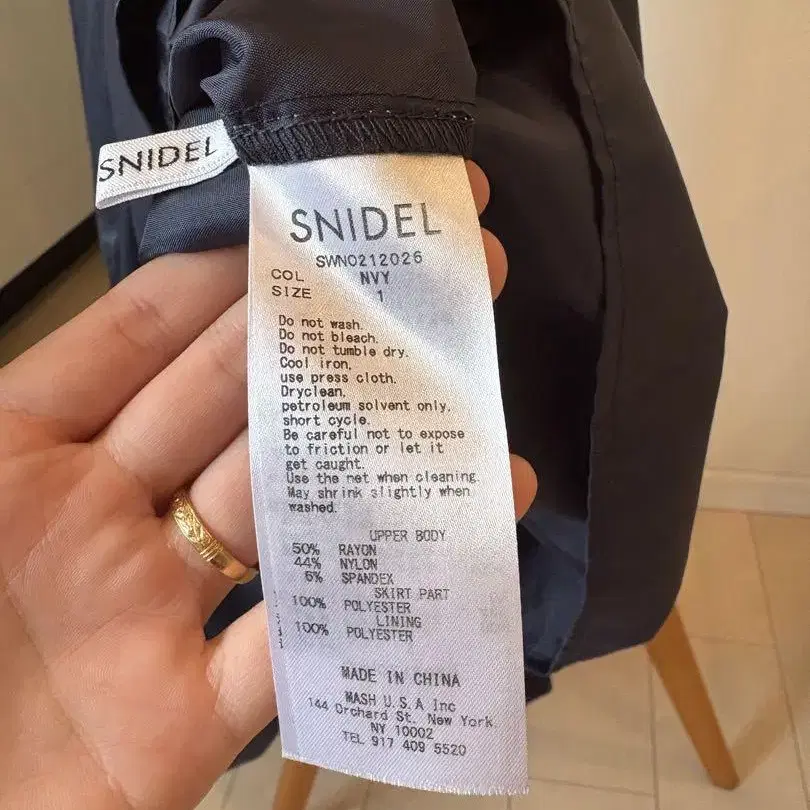 SNIDEL
SNIDEL
SWNO212026
COL NVY
SIZE 1
Do not wash.
Do not bleach.
Do not tumble dry.
Cool iron,
use press cloth.
Dryclean,
petroleum solvent only,
short cycle.
Be careful not to expose
to friction or let it
get caught.
Use the net when cleaning.
May shrink slightly when
washed.
UPPER BODY
50% RAYON
44% NYLON
6% SPANDEX
SKIRT PART
100% POLYESTER
LINING
100% POLYESTER
MADE IN CHINA
MASH U.S.A Inc
144 Orchard St. New York.
NY 10002
TEL 917 409 5520